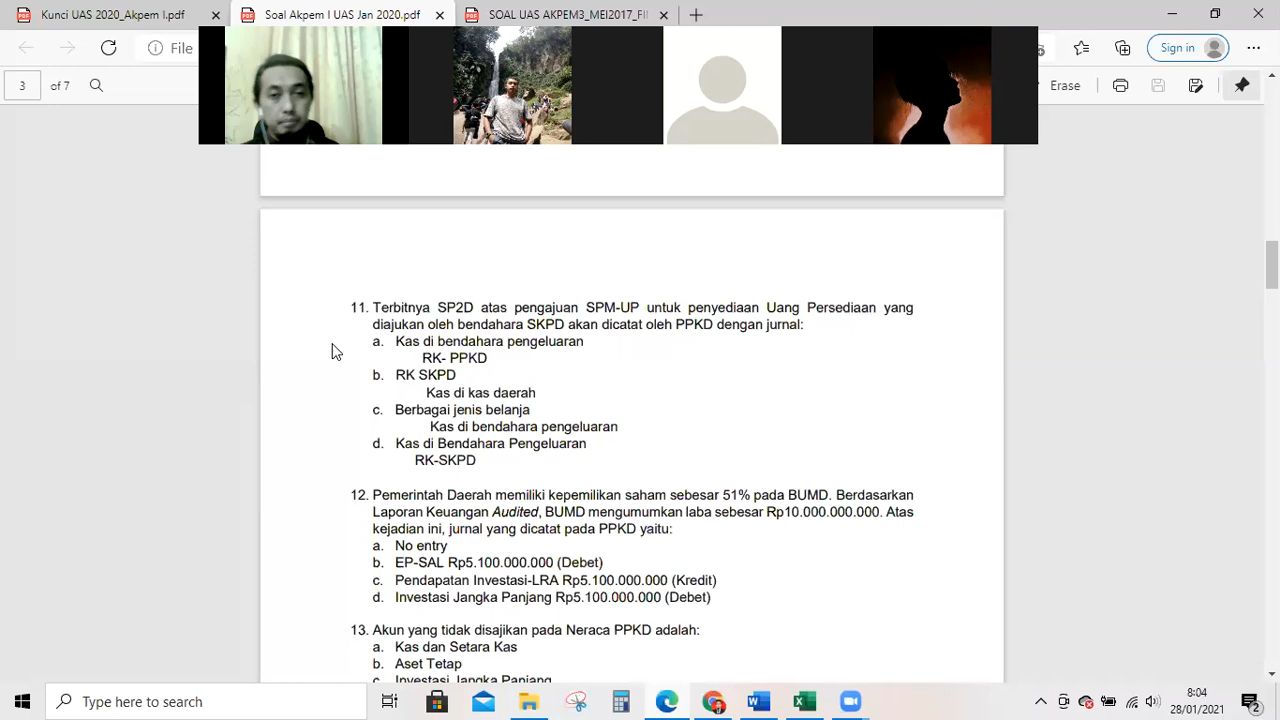 Kunci UAS 2020_Akpem I.pdf
Soal Akpem I UAS Jan 2020.pdf
SOAL UAS AKPEM3_MEI2017_FI
File
Sign in
3 of 7
Erase
11. Terbitnya SP2D atas pengajuan SPM-UP untuk penyediaan Uang Persediaan yang
diajukan oleh bendahara SKPD akan dicatat oleh PPKD dengan jurnal:
a. Kas di bendahara pengeluaran
RK- PPKD
b. RK SKPD
Kas di kas daerah
c. Berbagai jenis belanja
Kas di bendahara pengeluaran
d. Kas di Bendahara Pengeluaran
RK-SKPD
12. Pemerintah Daerah memiliki kepemilikan saham sebesar 51% pada BUMD. Berdasarkan
Laporan Keuangan Audited, BUMD mengumumkan laba sebesar Rp10.000.000.000. Atas
kejadian ini, jurnal yang dicatat pada PPKD yaitu:
a. No entry
b. EP-SAL Rp5.100.000.000 (Debet)
c. Pendapatan Investasi-LRA Rp5.100.000.000 (Kredit)
d. Investasi Jangka Panjang Rp5.100.000.000 (Debet)
13. Akun yang tidak disajikan pada Neraca PPKD adalah:
a. Kas dan Setara Kas
b. Aset Tetap
c. Investasi Jangka Panjang
Type here to search
8:04
28/01/2021
2